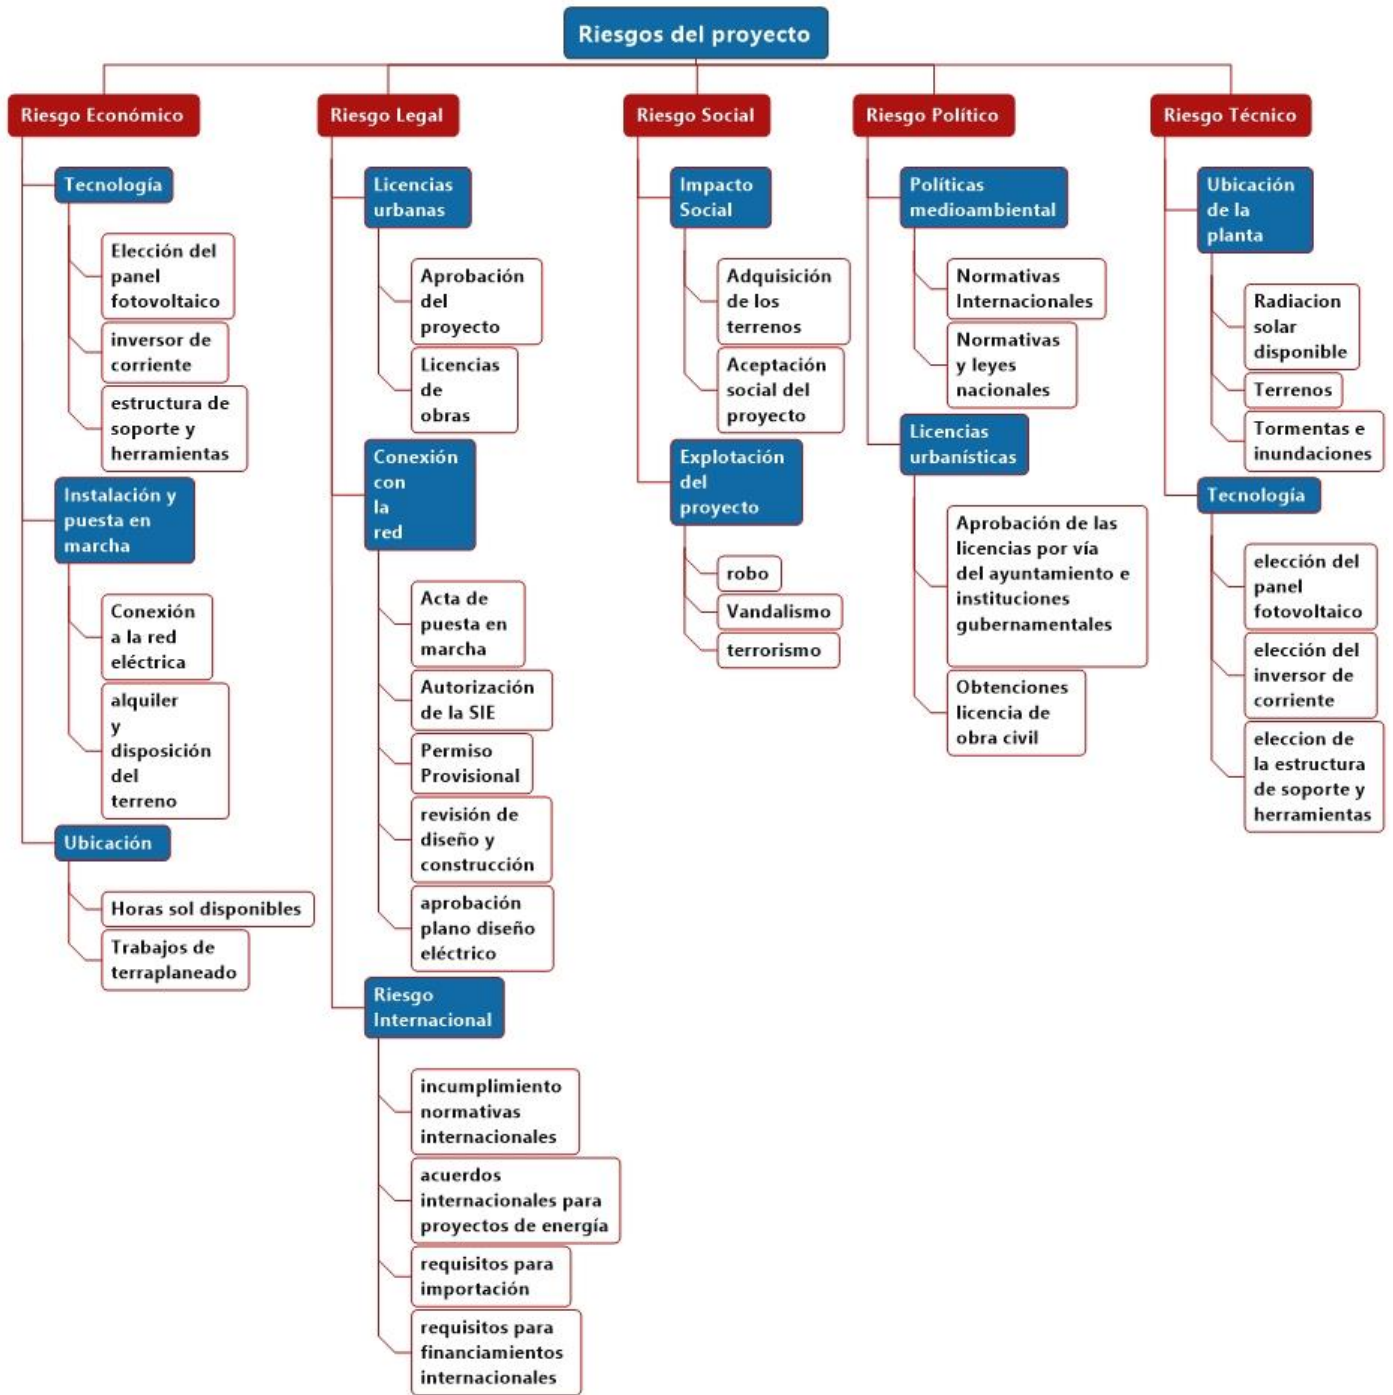 Riesgos del proyecto
Riesgo Económico
Tecnología
Elección del
panel
fotovoltaico
inversor de
corriente
estructura de
soporte y
herramientas
Instalación y
puesta en
marcha
Conexión
a la red
eléctrica
alquiler
y
disposición
del
terreno
Ubicación
Horas sol disponibles
Trabajos de
terraplaneado
Riesgo Legal
Licencias
urbanas
Aprobación
del
proyecto
Licencias
de
obras
Conexión
con
la
red
Acta de
puesta en
marcha
Autorización
de la SIE
Permiso
Provisional
revisión de
diseño y
construcción
aprobación
plano diseño
eléctrico
Riesgo
Internacional
incumplimiento
normativas
internacionales
acuerdos
internacionales para
proyectos de energía
requisitos para
importación
requisitos para
financiamientos
internacionales
Riesgo Social
Impacto
Social
Adquisición
de los
terrenos
Aceptación
social del
proyecto
Explotación
del
proyecto
robo
Vandalismo
terrorismo
Riesgo Político
Políticas
medioambiental
Normativas
Internacionales
Normativas
y leyes
nacionales
Licencias
urbanísticas
Aprobación de las
licencias por vía
del ayuntamiento e
instituciones
gubernamentales
Obtenciones
licencia de
obra civil
Riesgo Técnico
Ubicación
de la
planta
Radiacion
solar
disponible
Terrenos
Tormentas e
inundaciones
Tecnología
elección del
panel
fotovoltaico
elección del
inversor de
corriente
eleccion de
la estructura
de soporte y
herramientas